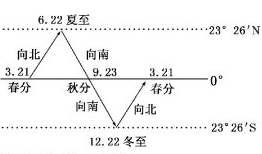 6.22 夏至
23° 26′N
向北
向南
3.21
9.23
3.21
0°
春分
秋分
春分
向南
向北
23°26′S
12.22 冬至